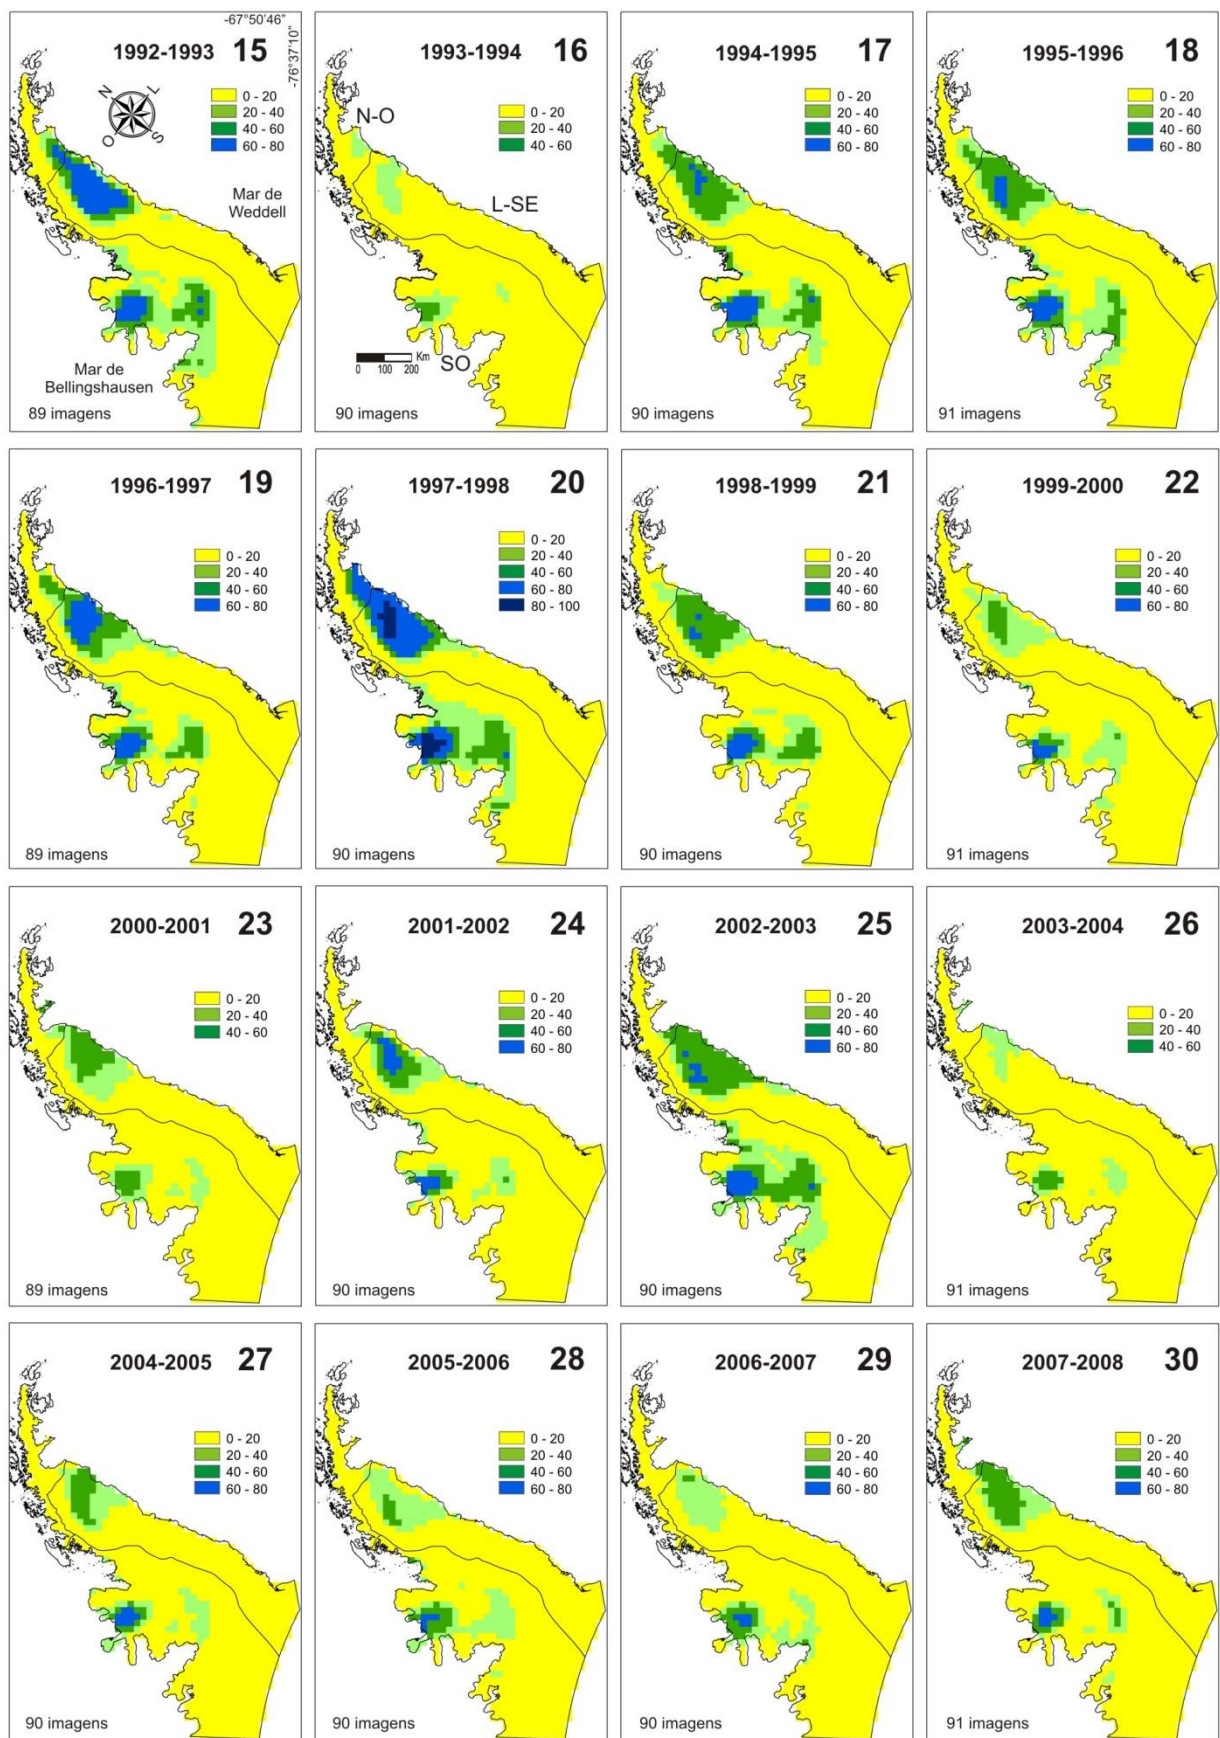 -67°50'46"
-76°37'10"
1992-1993 15
0 - 20
20 - 40
40 - 60
60 - 80
N
L
O
S
Mar de
Weddell
Mar de
Bellingshausen
89 imagens
1993-1994 16
0 - 20
20 - 40
40 - 60
N-O
L-SE
Km
0 100 200
SO
90 imagens
1994-1995 17
0 - 20
20 - 40
40 - 60
60 - 80
90 imagens
1995-1996 18
0 - 20
20 - 40
40 - 60
60 - 80
91 imagens
1996-1997 19
0 - 20
20 - 40
40 - 60
60 - 80
89 imagens
1997-1998 20
0 - 20
20 - 40
40 - 60
60 - 80
80 - 100
90 imagens
1998-1999 21
0 - 20
20 - 40
40 - 60
60 - 80
90 imagens
1999-2000 22
0 - 20
20 - 40
40 - 60
60 - 80
91 imagens
2000-2001 23
0 - 20
20 - 40
40 - 60
89 imagens
2001-2002 24
0 - 20
20 - 40
40 - 60
60 - 80
90 imagens
2002-2003 25
0 - 20
20 - 40
40 - 60
60 - 80
90 imagens
2003-2004 26
0 - 20
20 - 40
40 - 60
91 imagens
2004-2005 27
0 - 20
20 - 40
40 - 60
60 - 80
90 imagens
2005-2006 28
0 - 20
20 - 40
40 - 60
60 - 80
90 imagens
2006-2007 29
0 - 20
20 - 40
40 - 60
60 - 80
90 imagens
2007-2008 30
0 - 20
20 - 40
40 - 60
60 - 80
91 imagens